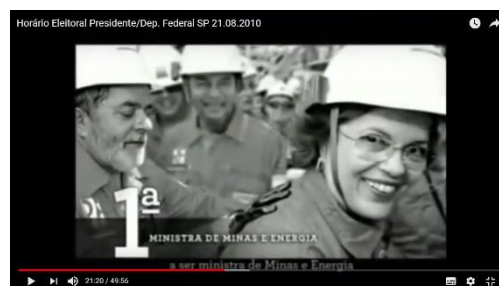 Horário Eleitoral Presidente/Dep. Federal SP 21.08.2010
1ª
MINISTRA DE MINAS E ENERGIA
a ser ministra de Minas e Energia
21:20 / 49:56